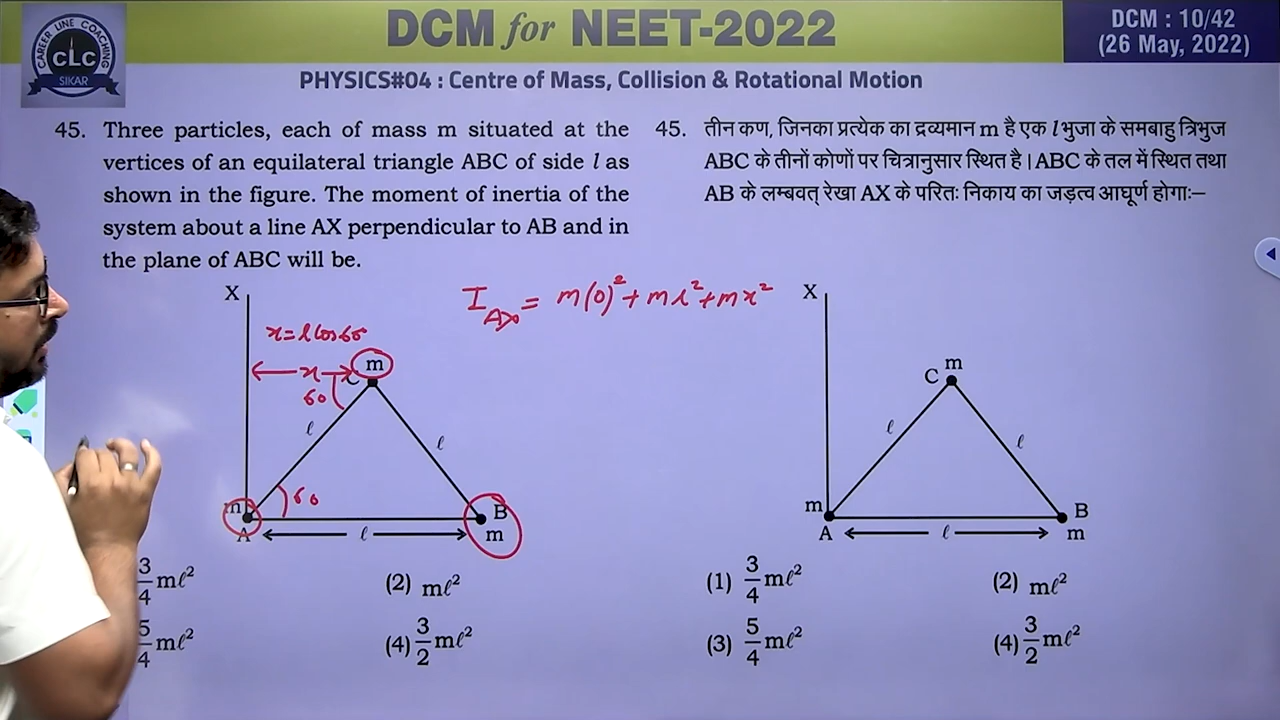 DCM for NEET-2022
DCM : 10/42
(26 May, 2022)
CAREER LINE COACHING
CLC
SIKAR
PHYSICS#04 : Centre of Mass, Collision & Rotational Motion
45. Three particles, each of mass m situated at the
vertices of an equilateral triangle ABC of side l as
shown in the figure. The moment of inertia of the
system about a line AX perpendicular to AB and in
the plane of ABC will be.
X
x=lcos60
x
m
C
60
ℓ
ℓ
60
m
A
ℓ
B
m
I_AX = m(0)²+mℓ²+mx²
3/4 mℓ²
(2) mℓ²
5/4 mℓ²
(4) 3/2 mℓ²
45. तीन कण, जिनका प्रत्येक का द्रव्यमान m है एक l भुजा के समबाहु त्रिभुज
ABC के तीनों कोणों पर चित्रानुसार स्थित है। ABC के तल में स्थित तथा
AB के लम्बवत् रेखा AX के परितः निकाय का जड़त्व आघूर्ण होगाः–
X
m
C
ℓ
ℓ
m
A
ℓ
B
m
(1) 3/4 mℓ²
(2) mℓ²
(3) 5/4 mℓ²
(4) 3/2 mℓ²